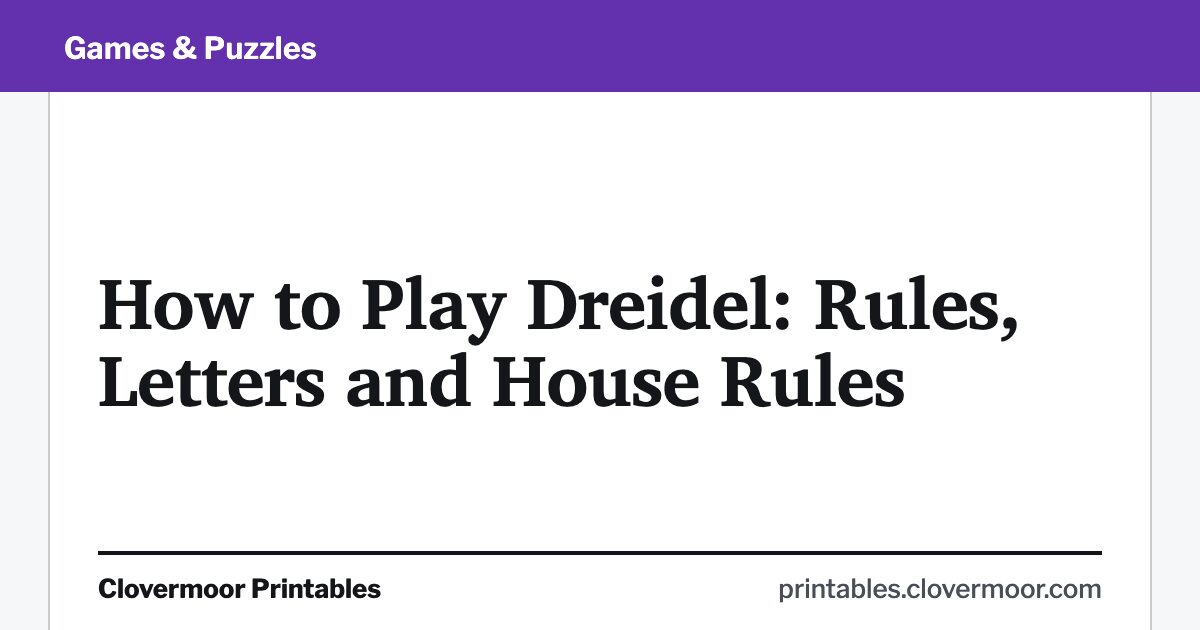 Games & Puzzles
How to Play Dreidel: Rules,
Letters and House Rules
Clovermoor Printables
printables.clovermoor.com